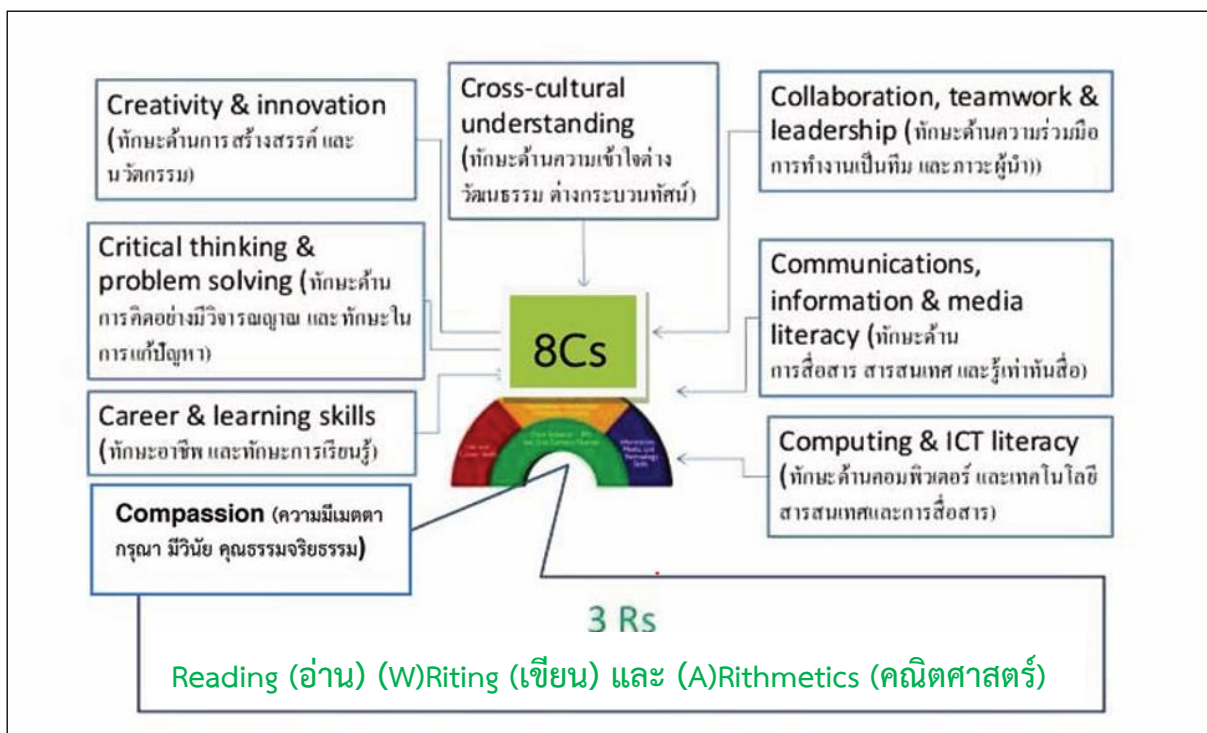 Creativity & innovation
(ทักษะด้านการสร้างสรรค์ และ
นวัตกรรม)
Cross-cultural
understanding
(ทักษะด้านความเข้าใจต่าง
วัฒนธรรม ต่างกระบวนทัศน์)
Collaboration, teamwork &
leadership (ทักษะด้านความร่วมมือ
การทำงานเป็นทีม และภาวะผู้นำ))
Critical thinking &
problem solving (ทักษะด้าน
การคิดอย่างมีวิจารณญาณ และทักษะใน
การแก้ปัญหา)
8Cs
Communications,
information & media
literacy (ทักษะด้าน
การสื่อสาร สารสนเทศ และรู้เท่าทันสื่อ)
Career & learning skills
(ทักษะอาชีพ และทักษะการเรียนรู้)
Computing & ICT literacy
(ทักษะด้านคอมพิวเตอร์ และเทคโนโลยี
สารสนเทศและการสื่อสาร)
Compassion (ความมีเมตตา
กรุณา มีวินัย คุณธรรมจริยธรรม)
3 Rs
Reading (อ่าน) (W)Riting (เขียน) และ (A)Rithmetics (คณิตศาสตร์)